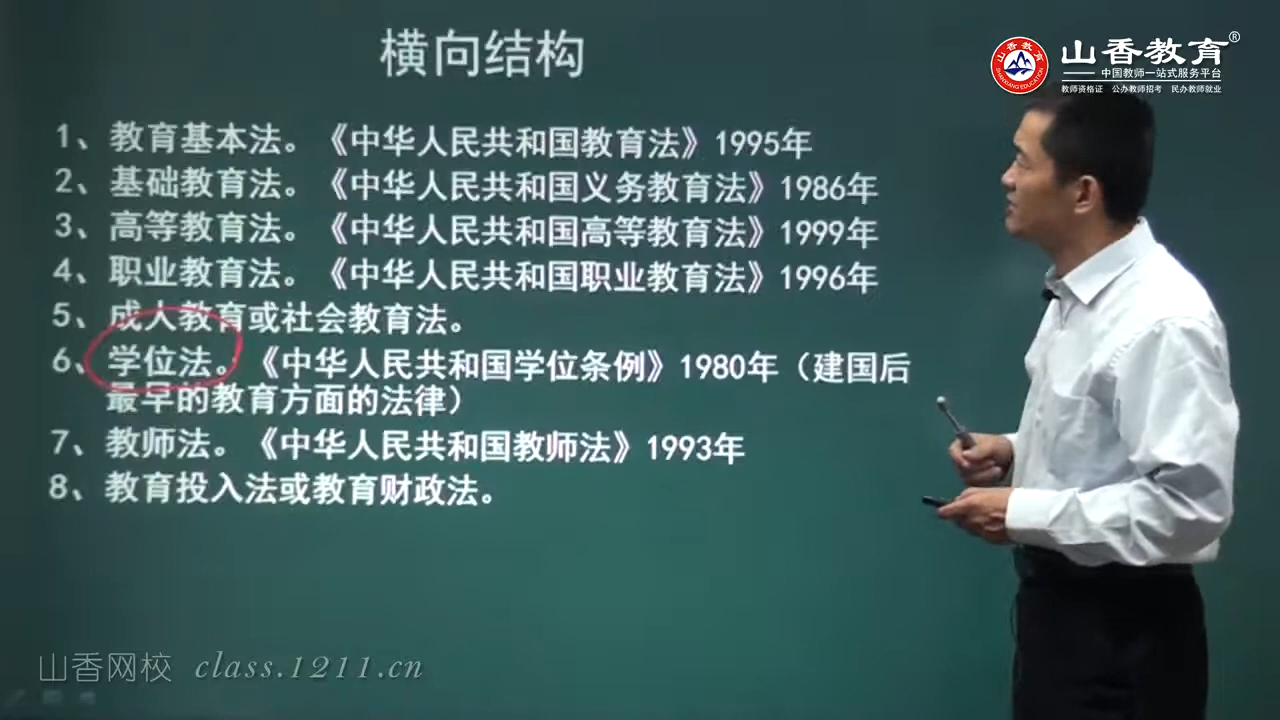 横向结构
山香教育®
中国教师一站式服务平台
教师资格证 公办教师招考 民办教师就业
山香教育
SHANXIANG EDUCATION
1、教育基本法。《中华人民共和国教育法》1995年
2、基础教育法。《中华人民共和国义务教育法》1986年
3、高等教育法。《中华人民共和国高等教育法》1999年
4、职业教育法。《中华人民共和国职业教育法》1996年
5、成人教育或社会教育法。
6、学位法。《中华人民共和国学位条例》1980年（建国后
最早的教育方面的法律）
7、教师法。《中华人民共和国教师法》1993年
8、教育投入法或教育财政法。
山香网校 class.1211.cn